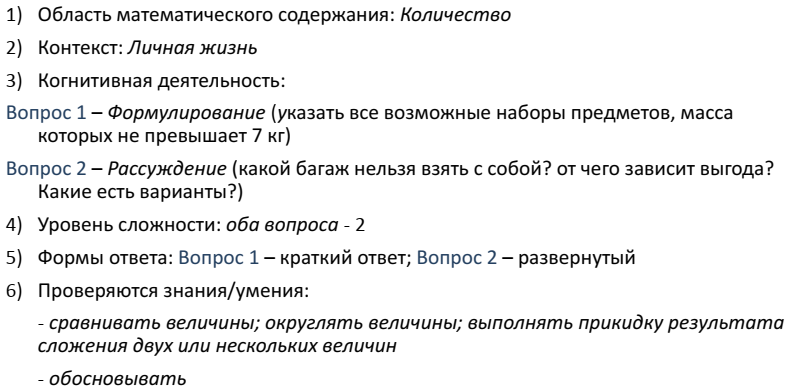 1) Область математического содержания: Количество
2) Контекст: Личная жизнь
3) Когнитивная деятельность:
Вопрос 1 – Формулирование (указать все возможные наборы предметов, масса
которых не превышает 7 кг)
Вопрос 2 – Рассуждение (какой багаж нельзя взять с собой? от чего зависит выгода?
Какие есть варианты?)
4) Уровень сложности: оба вопроса - 2
5) Формы ответа: Вопрос 1 – краткий ответ; Вопрос 2 – развернутый
6) Проверяются знания/умения:
- сравнивать величины; округлять величины; выполнять прикидку результата
сложения двух или нескольких величин
- обосновывать